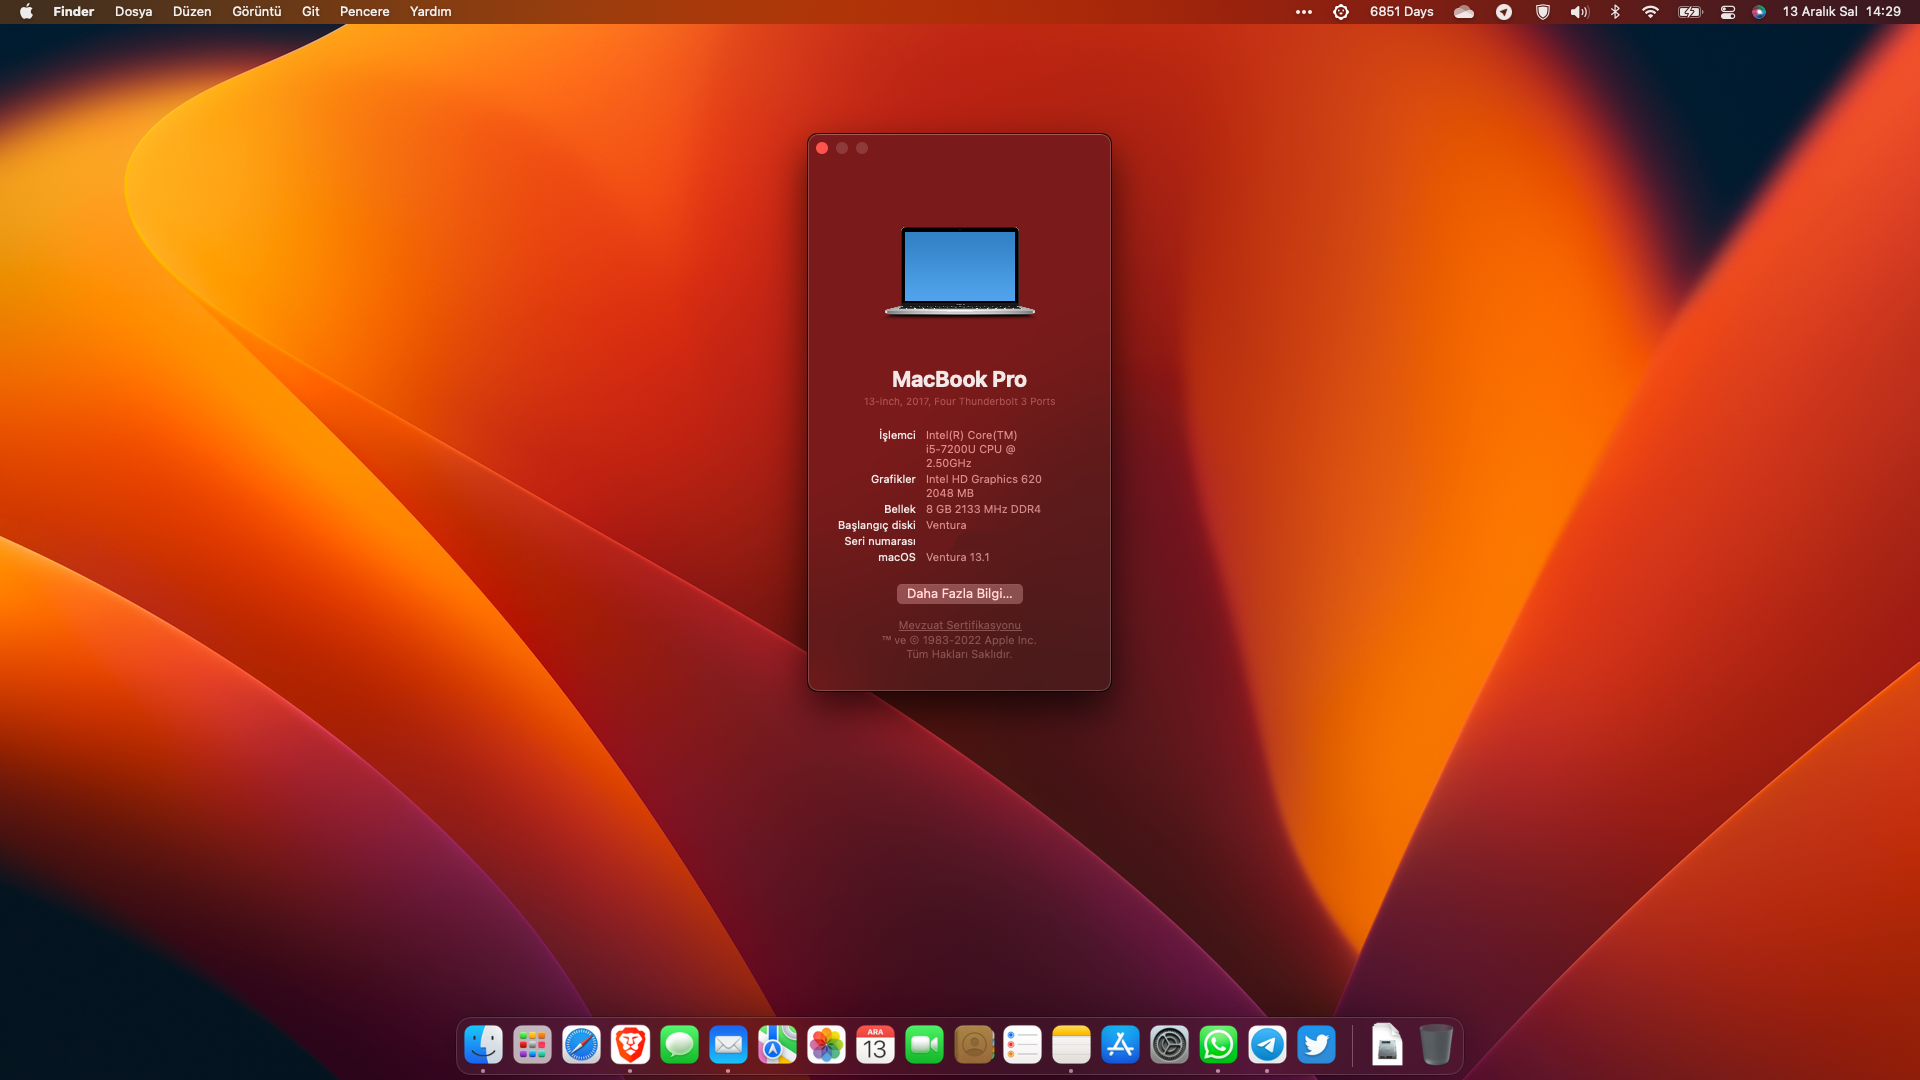 Finder Dosya Düzen Görüntü Git Pencere Yardım 6851 Days 13 Aralık Sal 14:29
MacBook Pro
13-inch, 2017, Four Thunderbolt 3 Ports
İşlemci Intel(R) Core(TM)
i5-7200U CPU @
2.50GHz
Grafikler Intel HD Graphics 620
2048 MB
Bellek 8 GB 2133 MHz DDR4
Başlangıç diski Ventura
Seri numarası
macOS Ventura 13.1
Daha Fazla Bilgi...
Mevzuat Sertifikasyonu
™ ve © 1983-2022 Apple Inc.
Tüm Hakları Saklıdır.
ARA
13